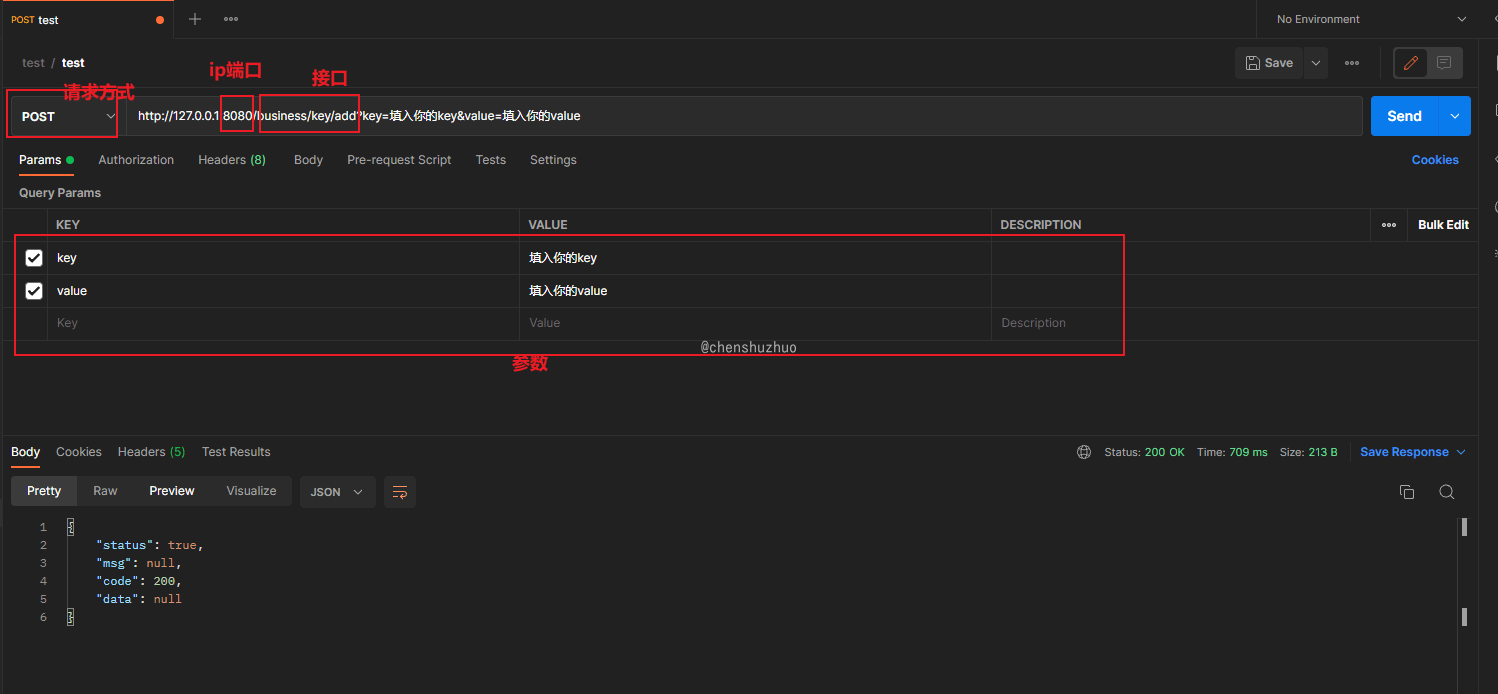 POST test
No Environment
test / test
Save
ip端口
接口
请求方式
POST
http://127.0.0.1:8080/business/key/add?key=填入你的key&value=填入你的value
Send
Params
Authorization
Headers (8)
Body
Pre-request Script
Tests
Settings
Cookies
Query Params
KEY
VALUE
DESCRIPTION
Bulk Edit
key
填入你的key
value
填入你的value
Key
Value
Description
@chenshuzhuo
参数
Body
Cookies
Headers (5)
Test Results
Status: 200 OK
Time: 709 ms
Size: 213 B
Save Response
Pretty
Raw
Preview
Visualize
JSON
1 {
2 "status": true,
3 "msg": null,
4 "code": 200,
5 "data": null
6 }